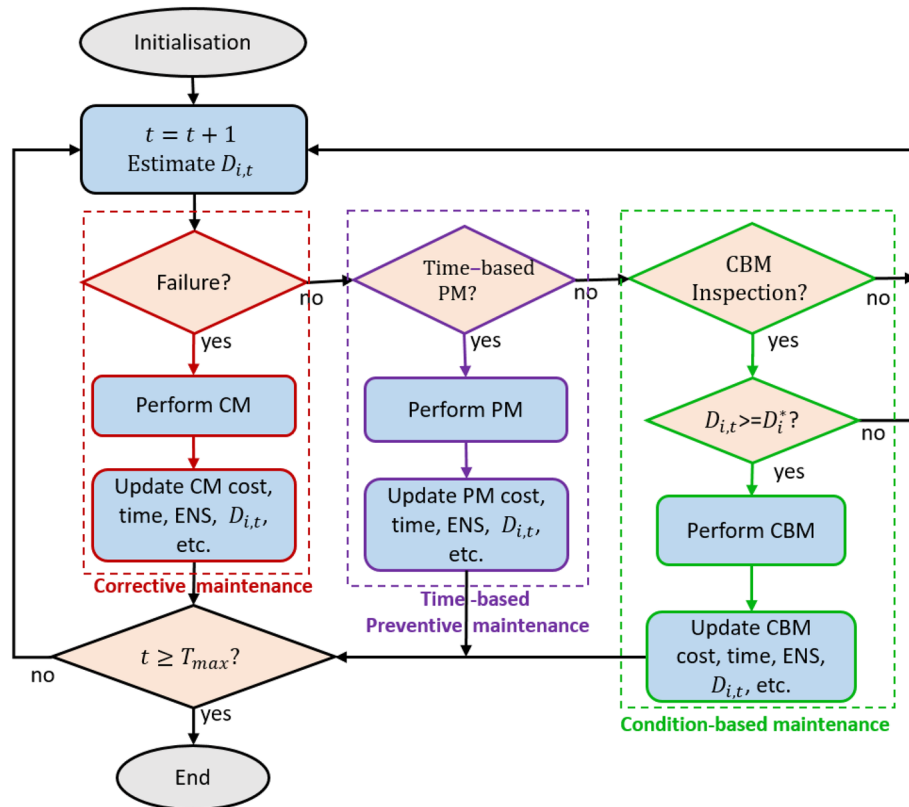 Initialisation
t = t + 1
Estimate D_{i,t}
Failure?
no
yes
Perform CM
Update CM cost,
time, ENS, D_{i,t},
etc.
Corrective maintenance
Time–based
PM?
no
yes
Perform PM
Update PM cost,
time, ENS, D_{i,t},
etc.
Time-based
Preventive maintenance
CBM
Inspection?
no
yes
D_{i,t}>=D_i^*?
no
yes
Perform CBM
Update CBM
cost, time, ENS,
D_{i,t}, etc.
Condition-based maintenance
t ≥ T_{max}?
no
yes
End